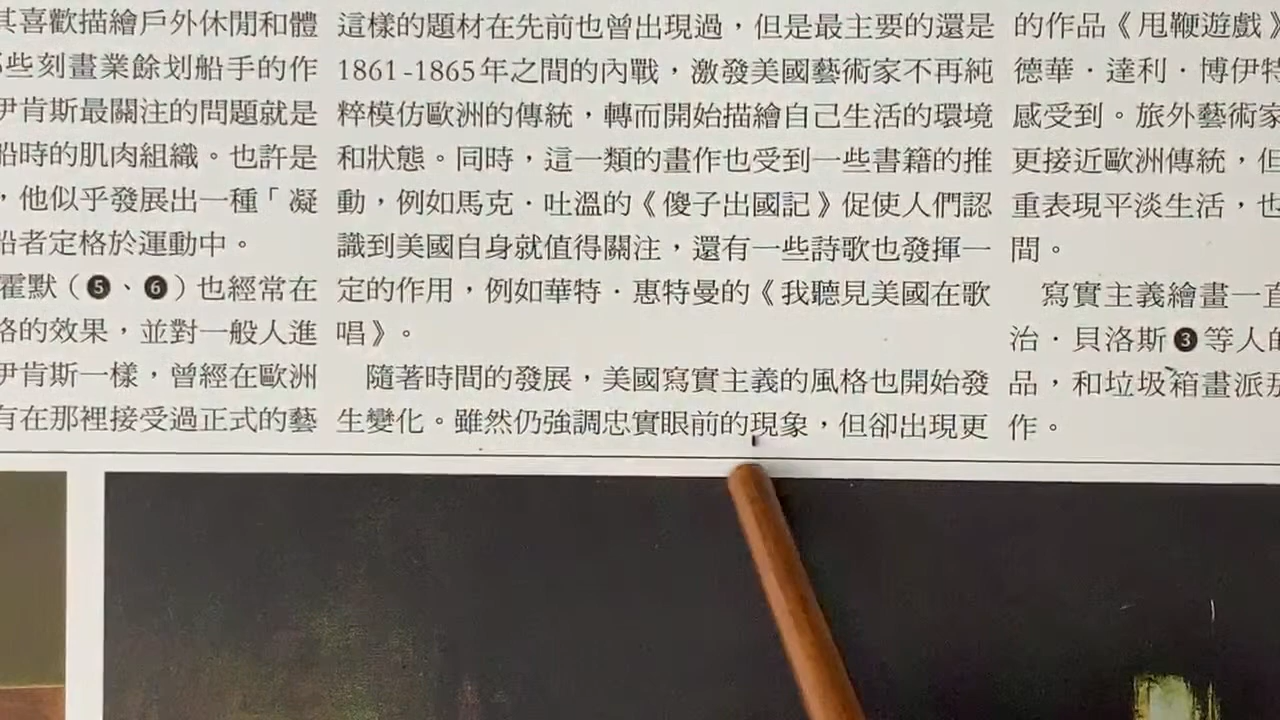 其喜歡描繪戶外休閒和體
些刻畫業餘划船手的作
伊肯斯最關注的問題就是
船時的肌肉組織。也許是
，他似乎發展出一種「凝
船者定格於運動中。
霍默（❺、❻）也經常在
格的效果，並對一般人進
伊肯斯一樣，曾經在歐洲
有在那裡接受過正式的藝
這樣的題材在先前也曾出現過，但是最主要的還是
1861-1865年之間的內戰，激發美國藝術家不再純
粹模仿歐洲的傳統，轉而開始描繪自己生活的環境
和狀態。同時，這一類的畫作也受到一些書籍的推
動，例如馬克．吐溫的《傻子出國記》促使人們認
識到美國自身就值得關注，還有一些詩歌也發揮一
定的作用，例如華特．惠特曼的《我聽見美國在歌
唱》。
隨著時間的發展，美國寫實主義的風格也開始發
生變化。雖然仍強調忠實眼前的現象，但卻出現更
的作品《甩鞭遊戲》
德華．達利．博伊特
感受到。旅外藝術家
更接近歐洲傳統，但
重表現平淡生活，也
間。
寫實主義繪畫一直
治．貝洛斯❸等人的
品，和垃圾箱畫派那
作。